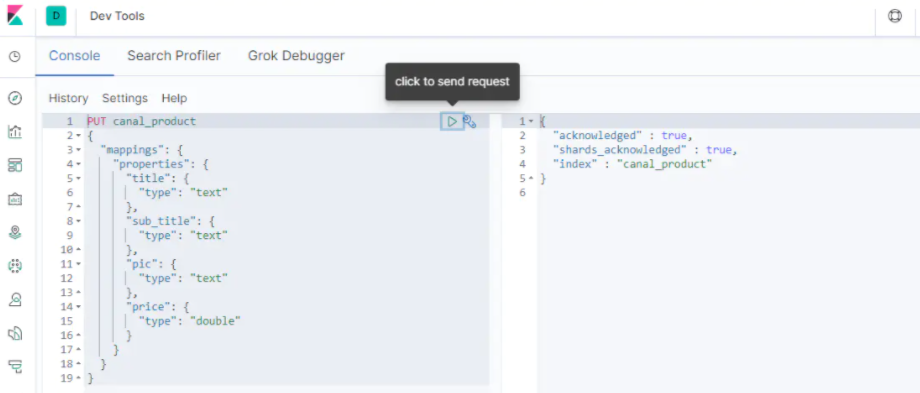 D Dev Tools
Console Search Profiler Grok Debugger
click to send request
History Settings Help
1 PUT canal_product
2 {
3 "mappings": {
4 "properties": {
5 "title": {
6 "type": "text"
7 },
8 "sub_title": {
9 "type": "text"
10 },
11 "pic": {
12 "type": "text"
13 },
14 "price": {
15 "type": "double"
16 }
17 }
18 }
19 }
1 {
2 "acknowledged" : true,
3 "shards_acknowledged" : true,
4 "index" : "canal_product"
5 }
6